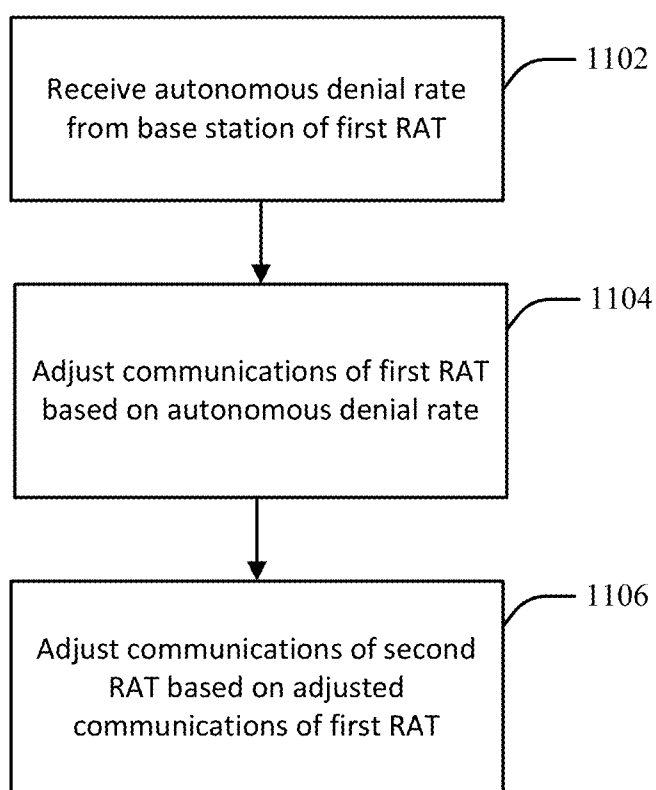 Receive autonomous denial rate
from base station of first RAT
1102
Adjust communications of first RAT
based on autonomous denial rate
1104
Adjust communications of second
RAT based on adjusted
communications of first RAT
1106